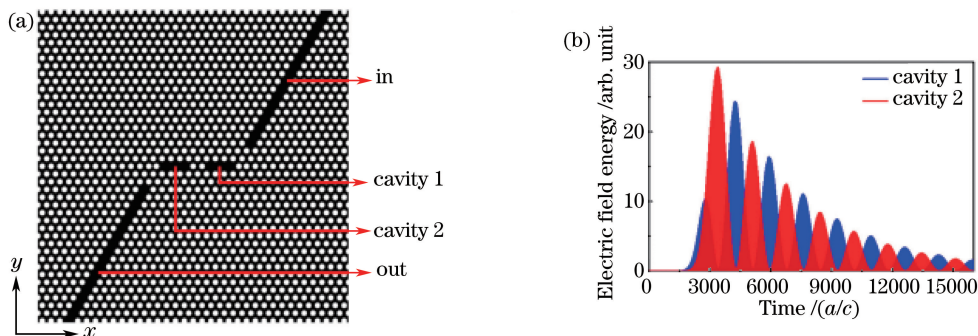 (a)
in
cavity 1
cavity 2
out
y
x
(b)
Electric field energy /arb. unit
30
20
10
0
cavity 1
cavity 2
0 3000 6000 9000 12000 15000
Time /(a/c)